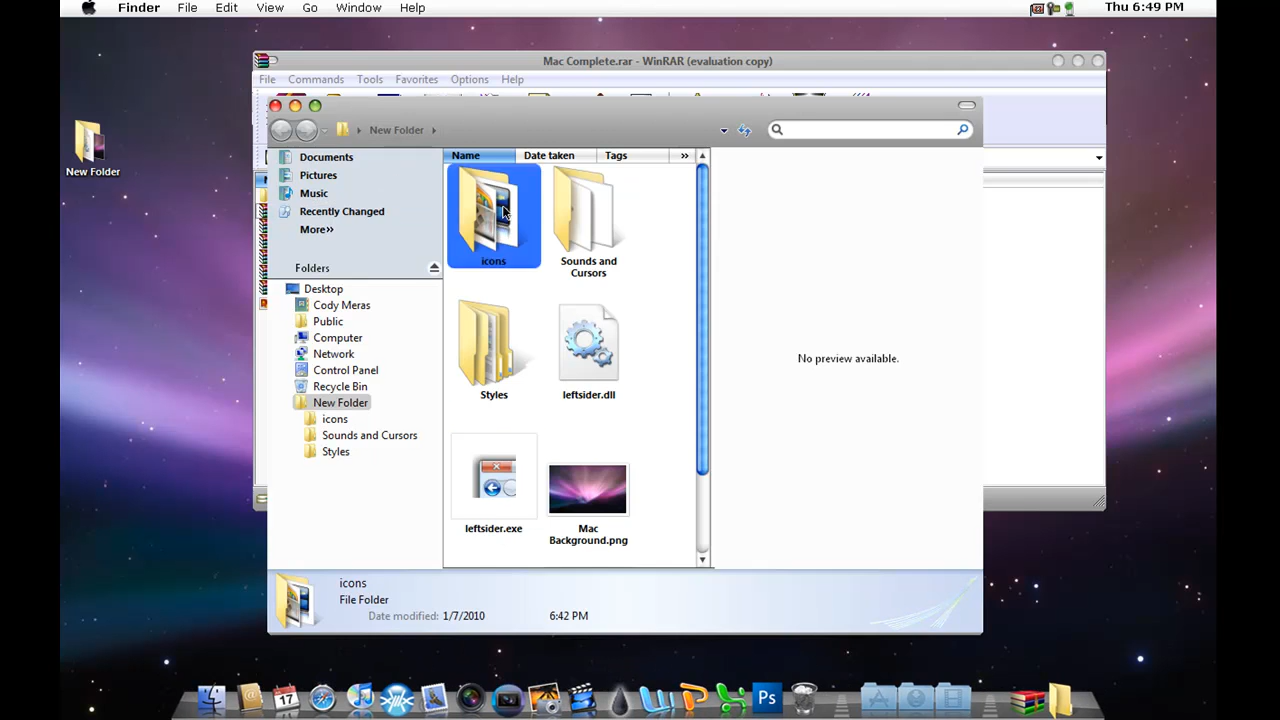 Finder File Edit View Go Window Help Thu 6:49 PM
Mac Complete.rar - WinRAR (evaluation copy)
File Commands Tools Favorites Options Help
New Folder
New Folder
Name Date taken Tags »
Documents
Pictures
Music
Recently Changed
More»
Folders
Desktop
Cody Meras
Public
Computer
Network
Control Panel
Recycle Bin
New Folder
icons
Sounds and Cursors
Styles
icons
Sounds and
Cursors
Styles
leftsider.dll
leftsider.exe
Mac
Background.png
No preview available.
icons
File Folder
Date modified: 1/7/2010 6:42 PM
17
Ps